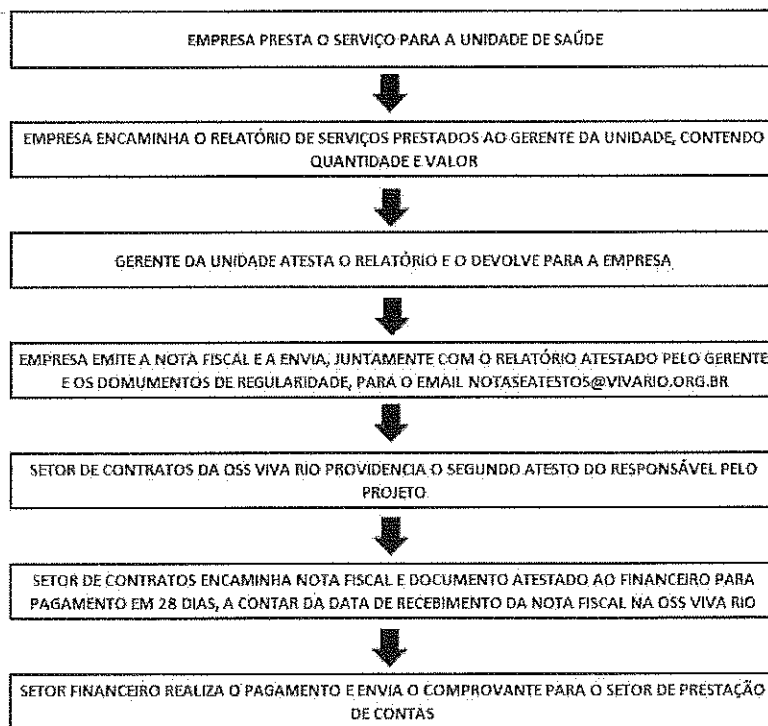 EMPRESA PRESTA O SERVIÇO PARA A UNIDADE DE SAÚDE
EMPRESA ENCAMINHA O RELATÓRIO DE SERVIÇOS PRESTADOS AO GERENTE DA UNIDADE, CONTENDO
QUANTIDADE E VALOR
GERENTE DA UNIDADE ATESTA O RELATÓRIO E O DEVOLVE PARA A EMPRESA
EMPRESA EMITE A NOTA FISCAL E A ENVIA, JUNTAMENTE COM O RELATÓRIO ATESTADO PELO GERENTE
E OS DOMUMENTOS DE REGULARIDADE, PARA O EMAIL NOTASEATESTOS@VIVARIO.ORG.BR
SETOR DE CONTRATOS DA OSS VIVA RIO PROVIDENCIA O SEGUNDO ATESTO DO RESPONSÁVEL PELO
PROJETO
SETOR DE CONTRATOS ENCAMINHA NOTA FISCAL E DOCUMENTO ATESTADO AO FINANCEIRO PARA
PAGAMENTO EM 28 DIAS, A CONTAR DA DATA DE RECEBIMENTO DA NOTA FISCAL NA OSS VIVA RIO
SETOR FINANCEIRO REALIZA O PAGAMENTO E ENVIA O COMPROVANTE PARA O SETOR DE PRESTAÇÃO
DE CONTAS